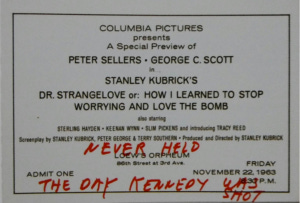 COLUMBIA PICTURES
presents
A Special Preview of
PETER SELLERS · GEORGE C. SCOTT
in
STANLEY KUBRICK'S
DR. STRANGELOVE or: HOW I LEARNED TO STOP
WORRYING AND LOVE THE BOMB
also starring
STERLING HAYDEN · KEENAN WYNN · SLIM PICKENS and introducing TRACY REED
Screenplay by STANLEY KUBRICK, PETER GEORGE & TERRY SOUTHERN · Produced and Directed by STANLEY KUBRICK
NEVER HELD
LOEW'S ORPHEUM
86th Street at 3rd Ave.
FRIDAY
ADMIT ONE
NOVEMBER 22, 1963
P.M.
THE DAY KENNEDY WAS
SHOT